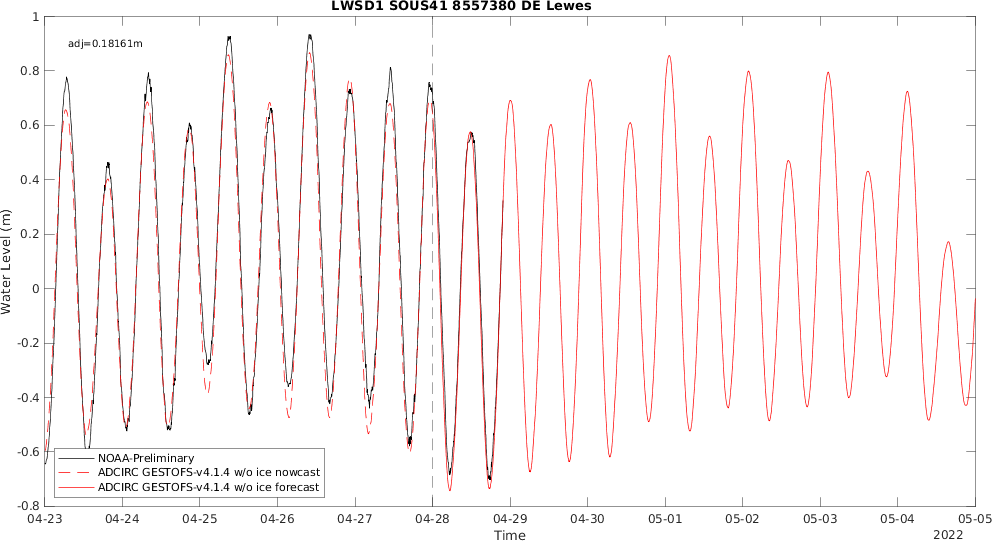 LWSD1 SOUS41 8557380 DE Lewes
adj=0.18161m
Water Level (m)
1
0.8
0.6
0.4
0.2
0
-0.2
-0.4
-0.6
-0.8
NOAA-Preliminary
ADCIRC GESTOFS-v4.1.4 w/o ice nowcast
ADCIRC GESTOFS-v4.1.4 w/o ice forecast
04-23 04-24 04-25 04-26 04-27 04-28 04-29 04-30 05-01 05-02 05-03 05-04 05-05
Time
2022